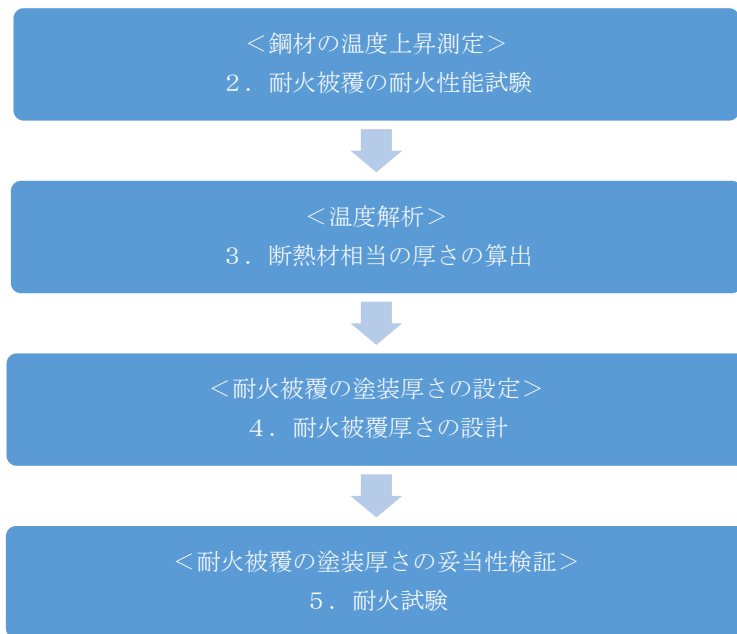 ＜鋼材の温度上昇測定＞
２．耐火被覆の耐火性能試験
＜温度解析＞
３．断熱材相当の厚さの算出
＜耐火被覆の塗装厚さの設定＞
４．耐火被覆厚さの設計
＜耐火被覆の塗装厚さの妥当性検証＞
５．耐火試験